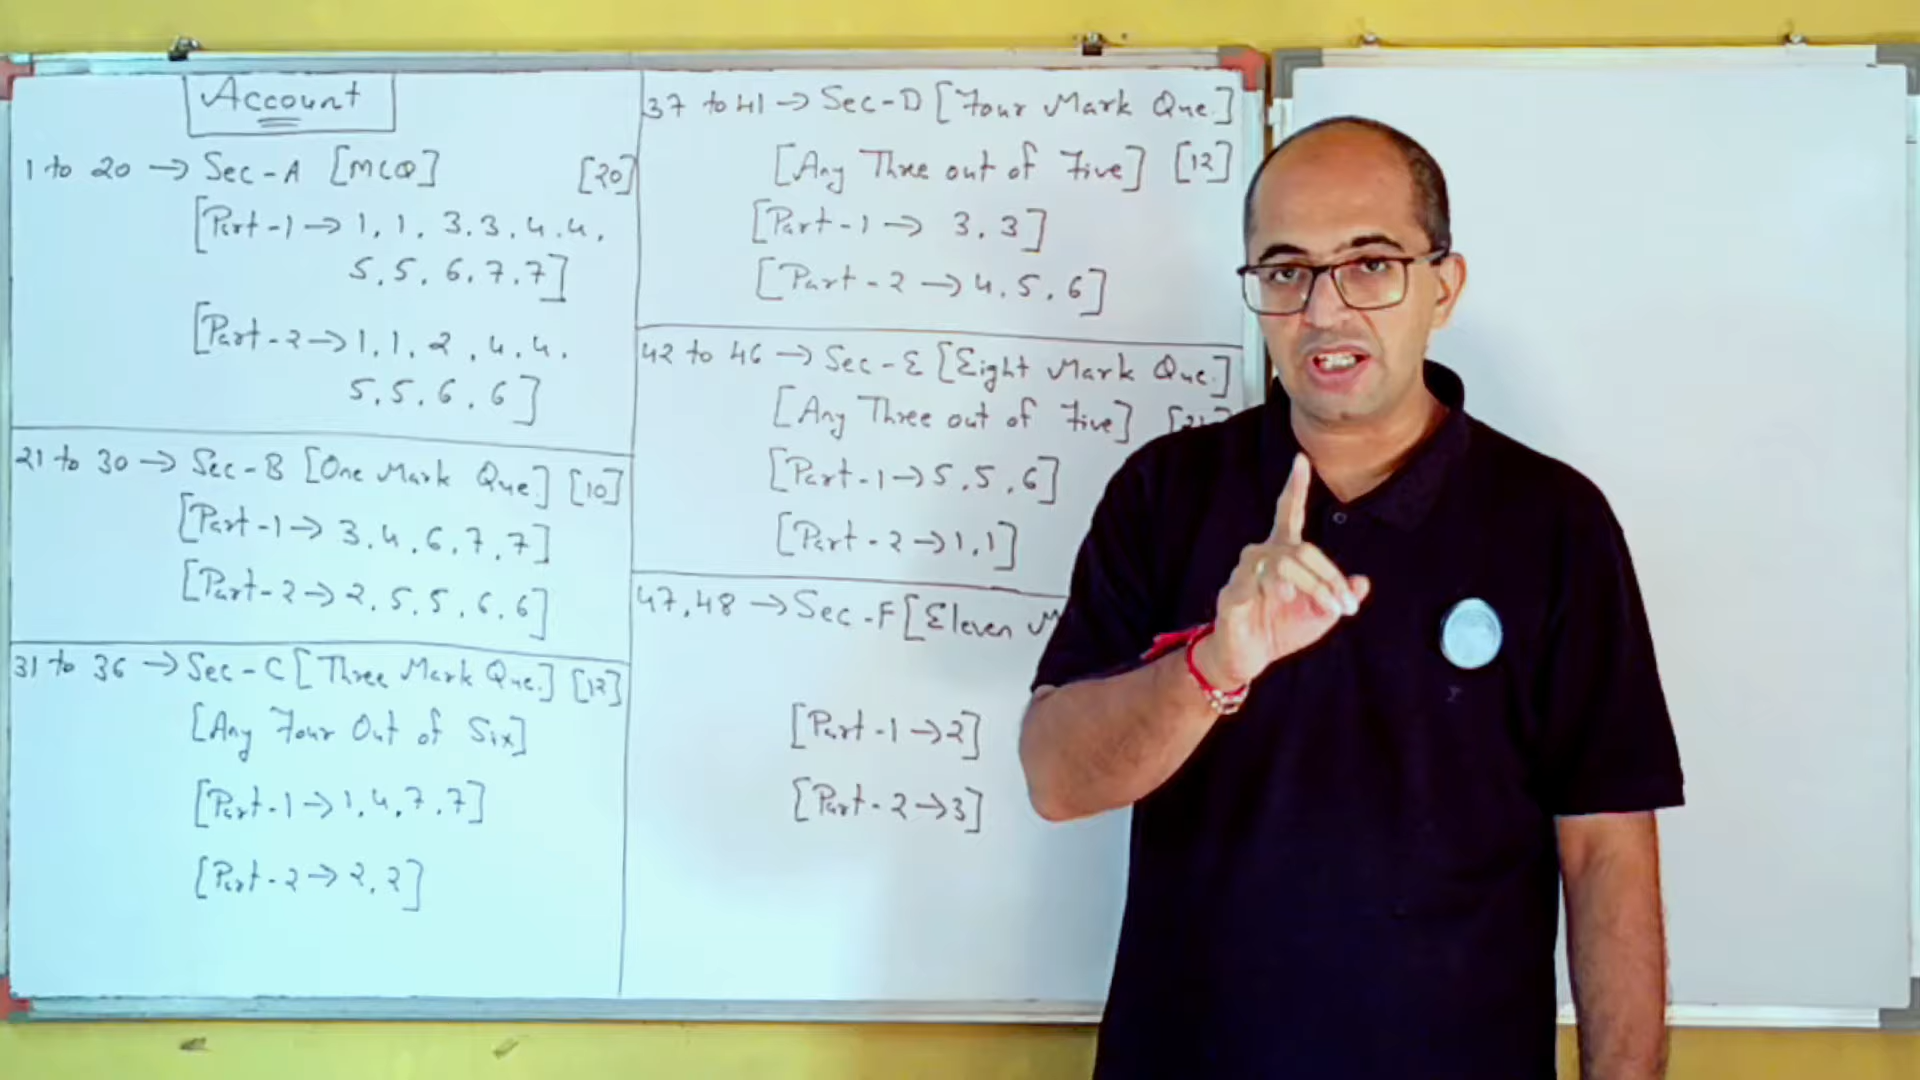 Account
1 to 20 → Sec-A [MCQ] [20]
[Part-1 → 1, 1, 3, 3, 4, 4,
5, 5, 6, 7, 7]
[Part-2 → 1, 1, 2, 4, 4,
5, 5, 6, 6]
21 to 30 → Sec-B [One Mark Que.] [10]
[Part-1 → 3, 4, 6, 7, 7]
[Part-2 → 2, 5, 5, 6, 6]
31 to 36 → Sec-C [Three Mark Que.] [12]
[Any Four Out of Six]
[Part-1 → 1, 4, 7, 7]
[Part-2 → 2, 2]
37 to 41 → Sec-D [Four Mark Que.]
[Any Three out of Five] [12]
[Part-1 → 3, 3]
[Part-2 → 4, 5, 6]
42 to 46 → Sec-E [Eight Mark Que.]
[Any Three out of Five]
[Part-1 → 5, 5, 6]
[Part-2 → 1, 1]
47, 48 → Sec-F [Eleven
[Part-1 → 2]
[Part-2 → 3]